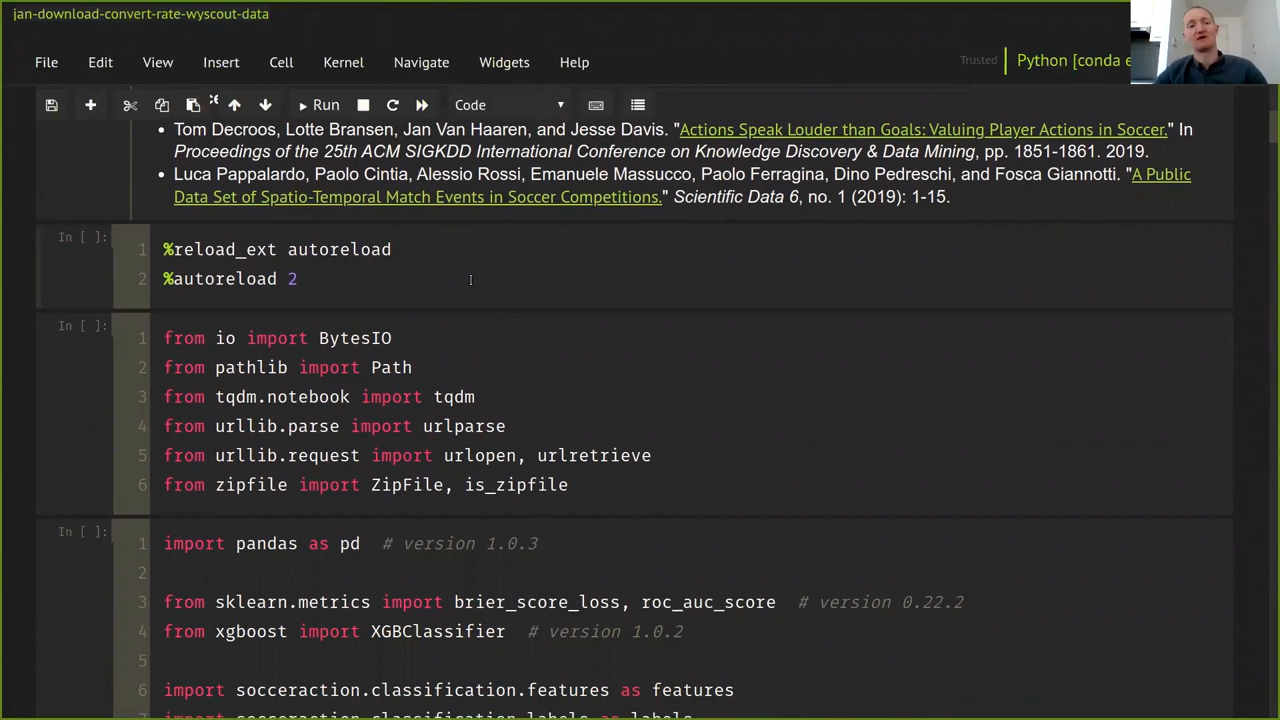 jan-download-convert-rate-wyscout-data
File Edit View Insert Cell Kernel Navigate Widgets Help
Trusted Python [conda e
Run Code
Tom Decroos, Lotte Bransen, Jan Van Haaren, and Jesse Davis. "Actions Speak Louder than Goals: Valuing Player Actions in Soccer." In
Proceedings of the 25th ACM SIGKDD International Conference on Knowledge Discovery & Data Mining, pp. 1851-1861. 2019.
Luca Pappalardo, Paolo Cintia, Alessio Rossi, Emanuele Massucco, Paolo Ferragina, Dino Pedreschi, and Fosca Giannotti. "A Public
Data Set of Spatio-Temporal Match Events in Soccer Competitions." Scientific Data 6, no. 1 (2019): 1-15.
In [ ]:
1 %reload_ext autoreload
2 %autoreload 2
In [ ]:
1 from io import BytesIO
2 from pathlib import Path
3 from tqdm.notebook import tqdm
4 from urllib.parse import urlparse
5 from urllib.request import urlopen, urlretrieve
6 from zipfile import ZipFile, is_zipfile
In [ ]:
1 import pandas as pd # version 1.0.3
2
3 from sklearn.metrics import brier_score_loss, roc_auc_score # version 0.22.2
4 from xgboost import XGBClassifier # version 1.0.2
5
6 import socceraction.classification.features as features
7 import socceraction.classification.labels as labels